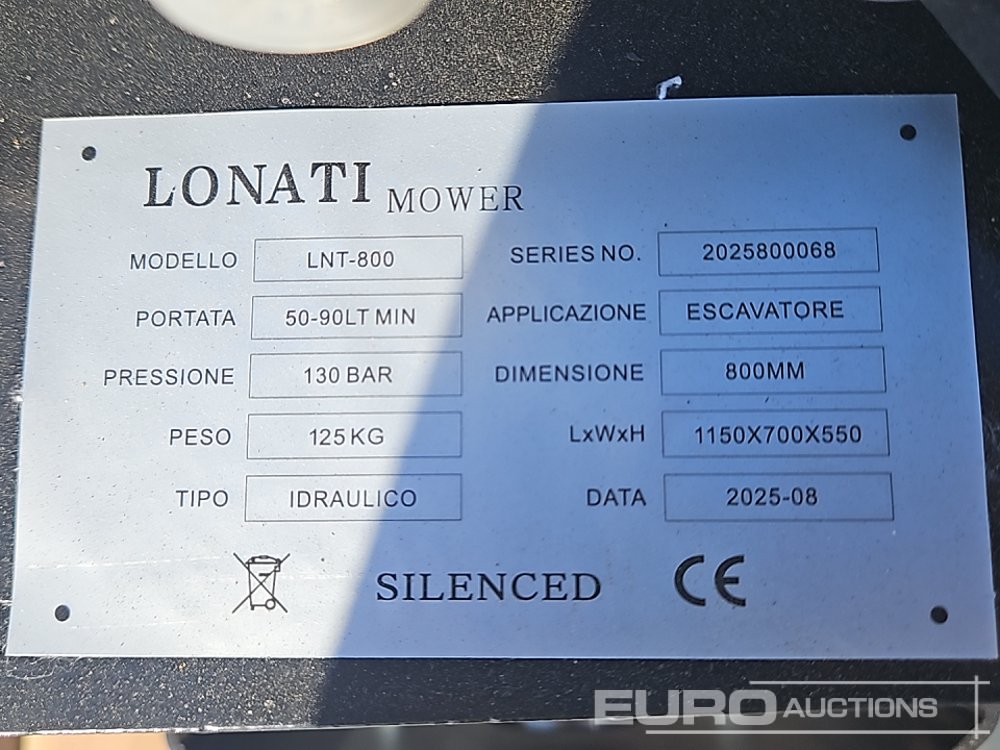 LONATI MOWER
MODELLO LNT-800 SERIES NO. 2025800068
PORTATA 50-90LT MIN APPLICAZIONE ESCAVATORE
PRESSIONE 130 BAR DIMENSIONE 800MM
PESO 125KG LxWxH 1150X700X550
TIPO IDRAULICO DATA 2025-08
SILENCED CE
EURO AUCTIONS